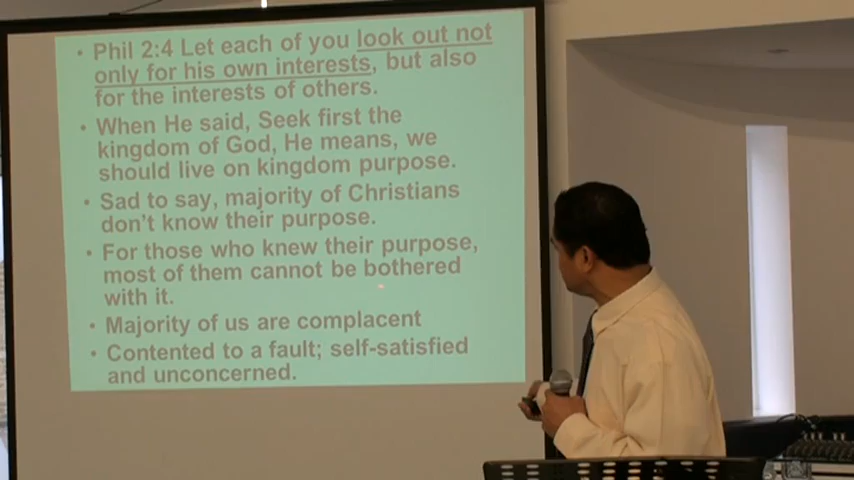 • Phil 2:4 Let each of you look out not
only for his own interests, but also
for the interests of others.
• When He said, Seek first the
kingdom of God, He means, we
should live on kingdom purpose.
• Sad to say, majority of Christians
don't know their purpose.
• For those who knew their purpose,
most of them cannot be bothered
with it.
• Majority of us are complacent
• Contented to a fault; self-satisfied
and unconcerned.